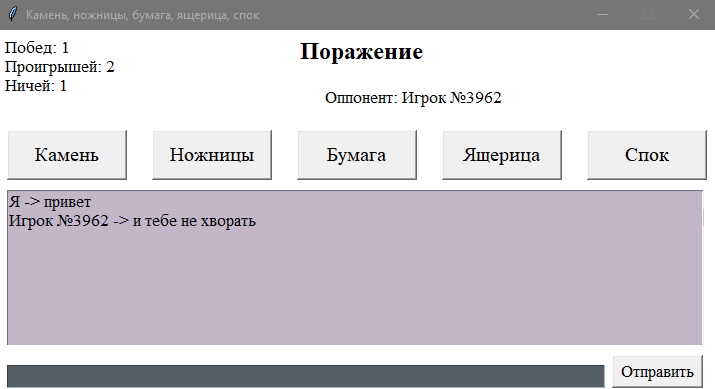 Камень, ножницы, бумага, ящерица, спок
Побед: 1
Проигрышей: 2
Ничей: 1
Поражение
Оппонент: Игрок №3962
Камень
Ножницы
Бумага
Ящерица
Спок
Я -> привет
Игрок №3962 -> и тебе не хворать
Отправить